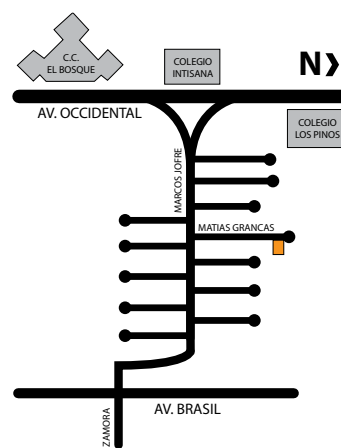 C.C.
EL BOSQUE
COLEGIO
INTISANA
N
AV. OCCIDENTAL
COLEGIO
LOS PINOS
MARCOS JOFRE
MATIAS GRANCAS
AV. BRASIL
ZAMORA